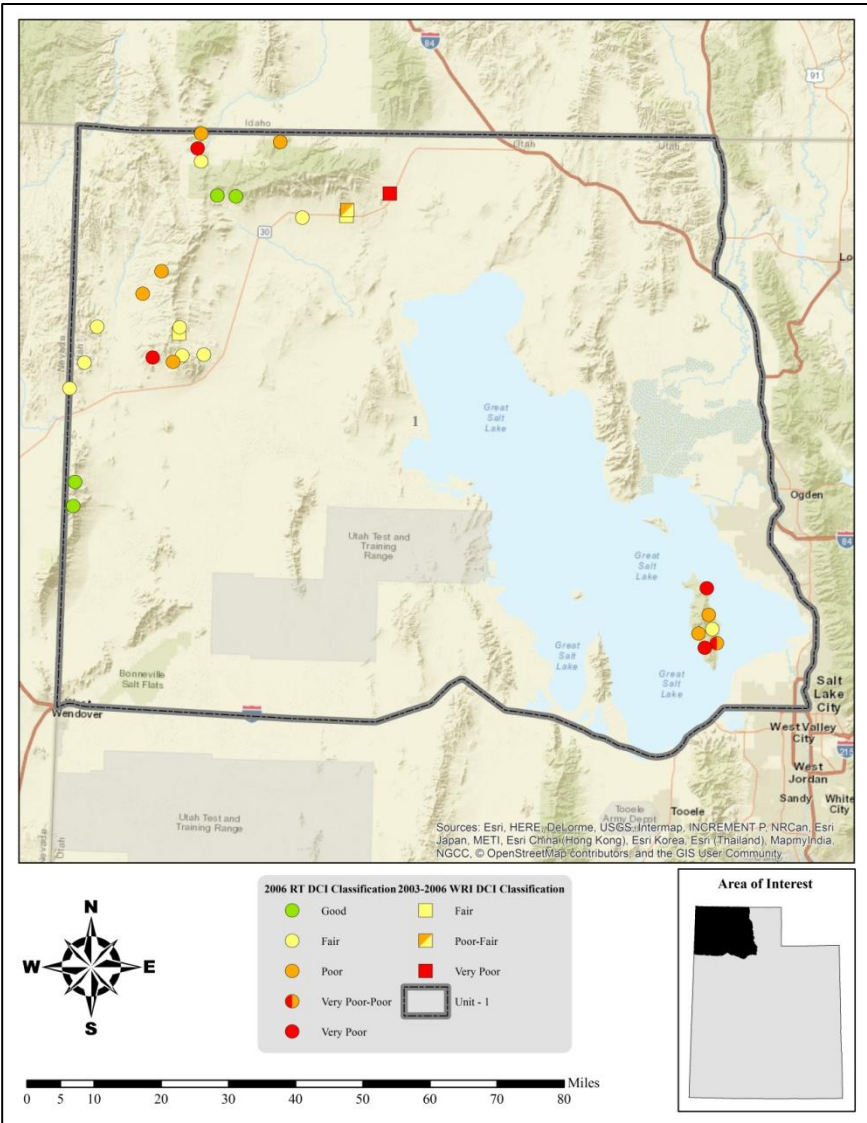 84
91
Idaho
Utah
Utah
30
Lo
Nevada
Utah
Great
Salt
Lake
1
Ogden
Utah Test and
Training
Range
84
Great
Salt
Lake
Great
Salt
Lake
Great
Salt
Lake
Bonneville
Salt Flats
Wendover
Salt
Lake
City
West Valley
City
215
West
Jordan
Sandy
White
City
Tooele
Army Depot
Tooele
Utah Test and
Training Range
Utah
Sources: Esri, HERE, DeLorme, USGS, Intermap, INCREMENT P, NRCan, Esri
Japan, METI, Esri China (Hong Kong), Esri Korea, Esri (Thailand), MapmyIndia,
NGCC, © OpenStreetMap contributors, and the GIS User Community
N
W E
S
2006 RT DCI Classification 2003-2006 WRI DCI Classification
Good Fair
Fair Poor-Fair
Poor Very Poor
Very Poor-Poor Unit - 1
Very Poor
Area of Interest
Miles
0 5 10 20 30 40 50 60 70 80